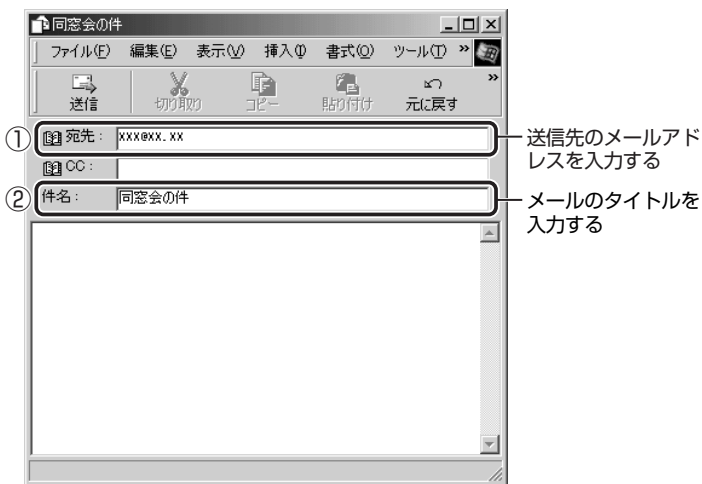 同窓会の件
ファイル(F) 編集(E) 表示(V) 挿入(I) 書式(O) ツール(T) »
送信 切り取り コピー 貼り付け 元に戻す »
① 宛先: xxx@xx.xx
送信先のメールアド
レスを入力する
CC:
② 件名: 同窓会の件
メールのタイトルを
入力する